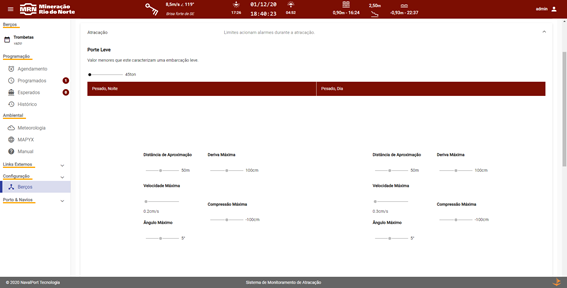 MRN Mineração
Rio do Norte
8,5m/s ≥ 119°
Brisa forte de SE
17:26
01/12/20
18:40:23
04:52
0,90m - 16:24
2,50m
-0,93m - 22:37
admin
Berços
Trombetas
Programação
Agendamento
Programados
Esperados
Histórico
Ambiental
Meteorologia
MAPYX
Manual
Links Externos
Configuração
Berços
Porto & Navios
Atracação
Limites acionam alarmes durante a atracação.
Porte Leve
Valor menores que este caracterizam uma embarcação leve.
40ton
Pesado, Noite
Pesado, Dia
Distância de Aproximação
Deriva Máxima
50m
100cm
Velocidade Máxima
0.2cm/s
Compressão Máxima
-100cm
Ângulo Máximo
5°
Distância de Aproximação
Deriva Máxima
50m
100cm
Velocidade Máxima
0.5cm/s
Compressão Máxima
-100cm
Ângulo Máximo
6°
© 2020 NavalPort Tecnologia
Sistema de Monitoramento de Atracação